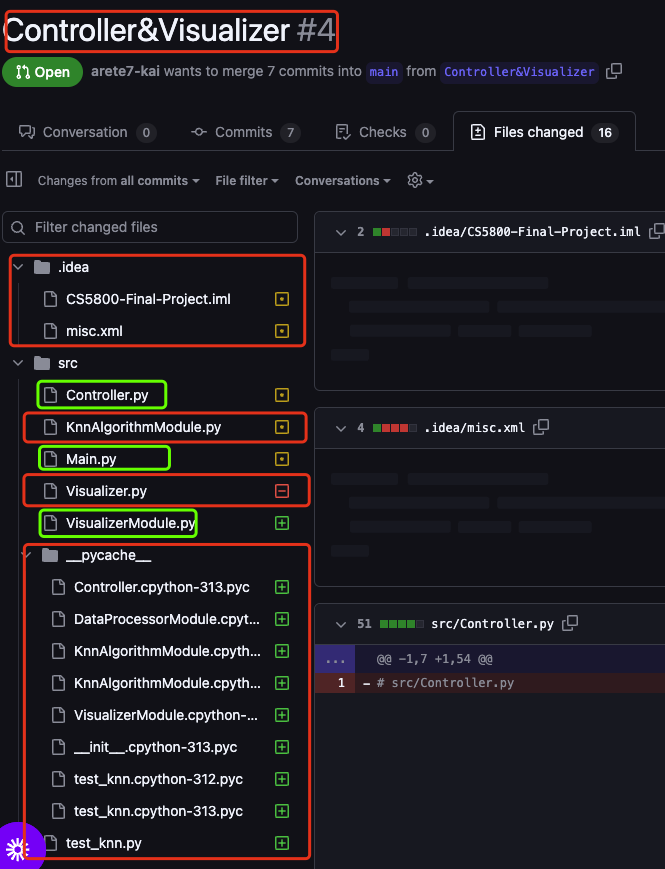 Controller&Visualizer #4
Open arete7-kai wants to merge 7 commits into main from Controller&Visualizer
Conversation 0 Commits 7 Checks 0 Files changed 16
Changes from all commits File filter Conversations
Filter changed files
.idea
CS5800-Final-Project.iml
misc.xml
src
Controller.py
KnnAlgorithmModule.py
Main.py
Visualizer.py
VisualizerModule.py
__pycache__
Controller.cpython-313.pyc
DataProcessorModule.cpyt...
KnnAlgorithmModule.cpyth...
KnnAlgorithmModule.cpyth...
VisualizerModule.cpython-...
__init__.cpython-313.pyc
test_knn.cpython-312.pyc
test_knn.cpython-313.pyc
test_knn.py
2 .idea/CS5800-Final-Project.iml
4 .idea/misc.xml
51 src/Controller.py
... @@ -1,7 +1,54 @@
1 - # src/Controller.py